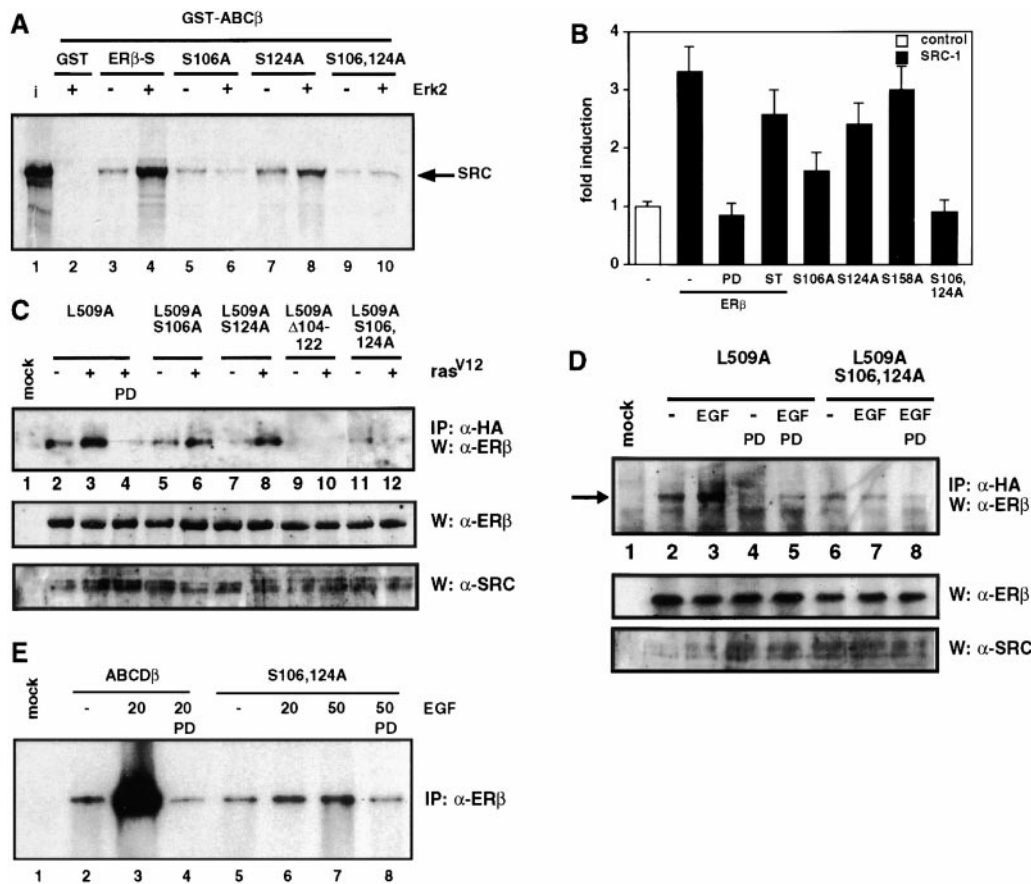 A
GST-ABCβ
GST ERβ-S S106A S124A S106,124A
i + - + - + - + - + Erk2
SRC
1 2 3 4 5 6 7 8 9 10
B
control
SRC-1
fold induction
4
3
2
1
0
- - PD ST S106A S124A S158A S106,
124A
ERβ
C
L509A L509A L509A L509A L509A
S106A S124A Δ104- S106,
122 124A
mock - + + - + - + - + - + rasV12
PD
IP: α-HA
W: α-ERβ
1 2 3 4 5 6 7 8 9 10 11 12
W: α-ERβ
W: α-SRC
D
L509A L509A
S106,124A
mock - EGF - EGF - EGF EGF
PD PD PD
IP: α-HA
W: α-ERβ
1 2 3 4 5 6 7 8
W: α-ERβ
W: α-SRC
E
ABCDβ S106,124A
mock - 20 20 - 20 50 50 EGF
PD PD
IP: α-ERβ
1 2 3 4 5 6 7 8